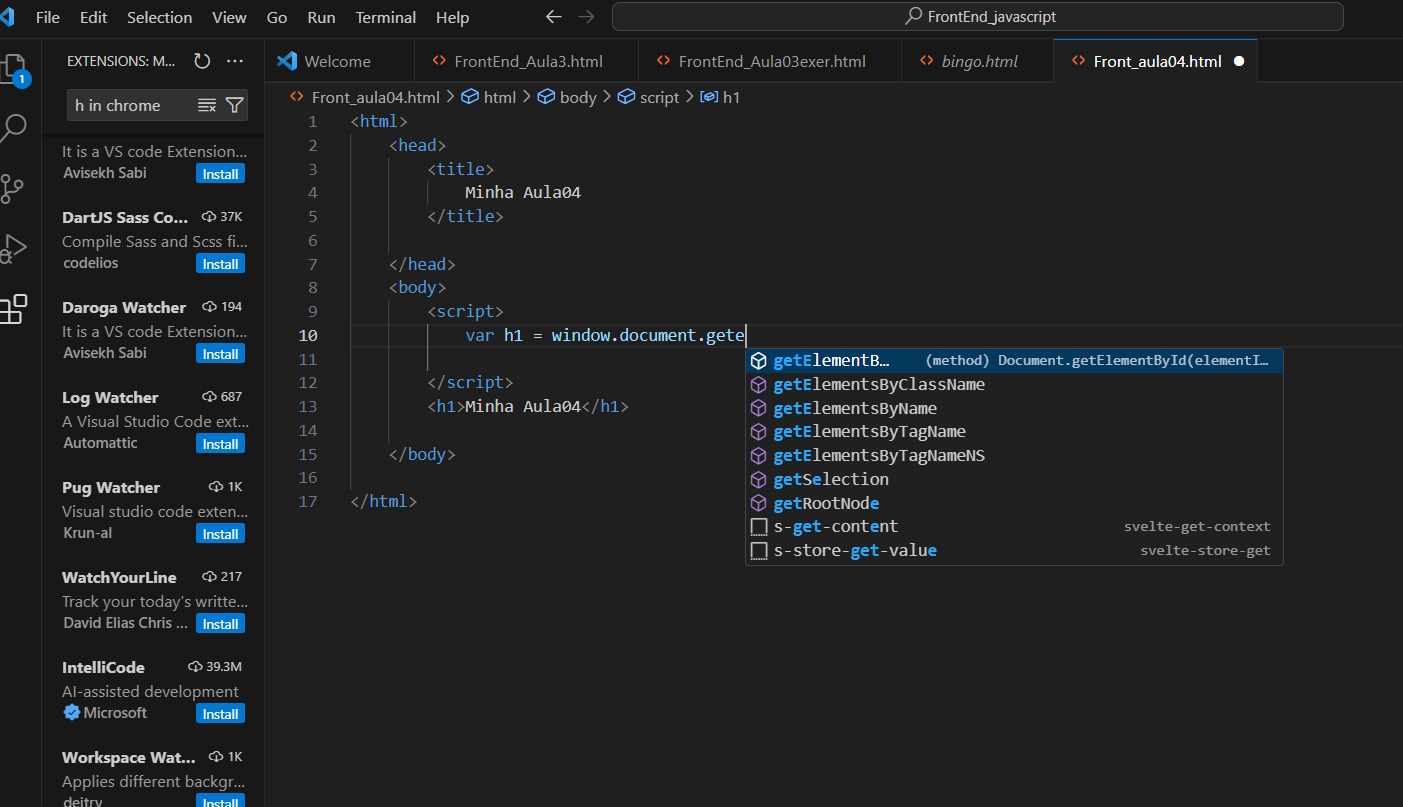 File Edit Selection View Go Run Terminal Help
FrontEnd_javascript
1
EXTENSIONS: M...
h in chrome
It is a VS code Extension...
Avisekh Sabi Install
DartJS Sass Co... 37K
Compile Sass and Scss fi...
codelios Install
Daroga Watcher 194
It is a VS code Extension...
Avisekh Sabi Install
Log Watcher 687
A Visual Studio Code ext...
Automattic Install
Pug Watcher 1K
Visual studio code exten...
Krun-al Install
WatchYourLine 217
Track your today's writte...
David Elias Chris ... Install
IntelliCode 39.3M
AI-assisted development
Microsoft Install
Workspace Wat... 1K
Applies different backgr...
deitry Install
Welcome FrontEnd_Aula3.html FrontEnd_Aula03exer.html bingo.html Front_aula04.html
Front_aula04.html > html > body > script > h1
1 <html>
2 <head>
3 <title>
4 Minha Aula04
5 </title>
6
7 </head>
8 <body>
9 <script>
10 var h1 = window.document.gete
11
12 </script>
13 <h1>Minha Aula04</h1>
14
15 </body>
16
17 </html>
getElementB... (method) Document.getElementById(elementI...
getElementsByClassName
getElementsByName
getElementsByTagName
getElementsByTagNameNS
getSelection
getRootNode
s-get-content svelte-get-context
s-store-get-value svelte-store-get